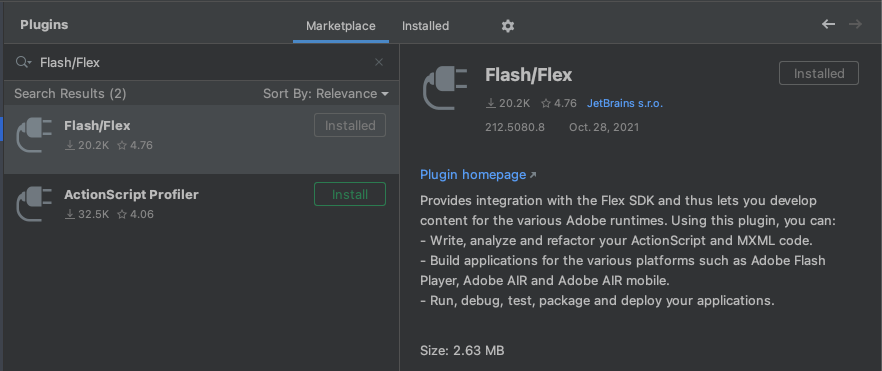 Plugins
Marketplace
Installed
Flash/Flex
Search Results (2)
Sort By: Relevance
Flash/Flex
Installed
20.2K
4.76
ActionScript Profiler
Install
32.5K
4.06
Flash/Flex
Installed
20.2K
4.76
JetBrains s.r.o.
212.5080.8
Oct. 28, 2021
Plugin homepage
Provides integration with the Flex SDK and thus lets you develop
content for the various Adobe runtimes. Using this plugin, you can:
- Write, analyze and refactor your ActionScript and MXML code.
- Build applications for the various platforms such as Adobe Flash
Player, Adobe AIR and Adobe AIR mobile.
- Run, debug, test, package and deploy your applications.
Size: 2.63 MB